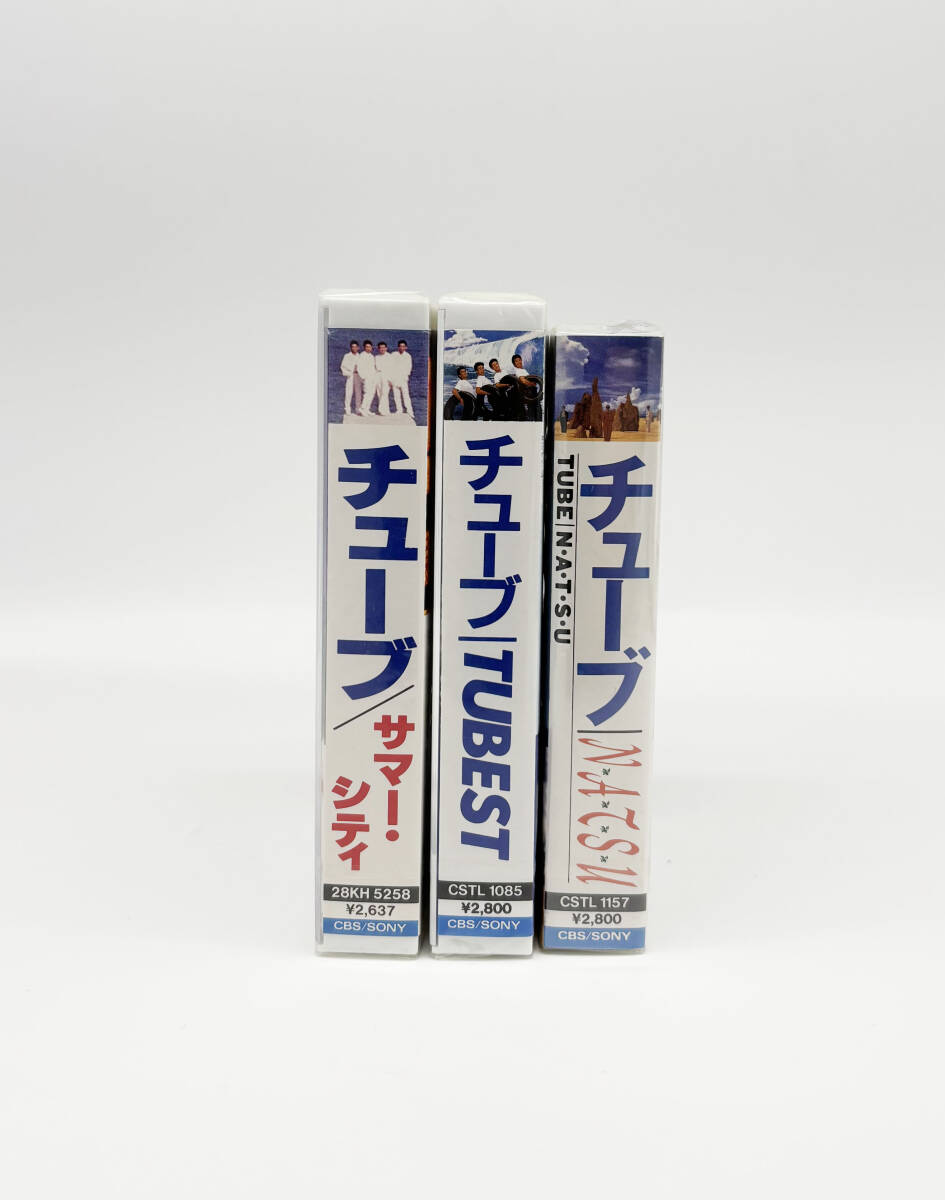 チューブ/サマー・シティ
28KH 5258
¥2,637
CBS/SONY
チューブ/TUBEST
CSTL 1085
¥2,800
CBS/SONY
チューブ/N·A·T·S·U
TUBE/N·A·T·S·U
CSTL 1157
¥2,800
CBS/SONY